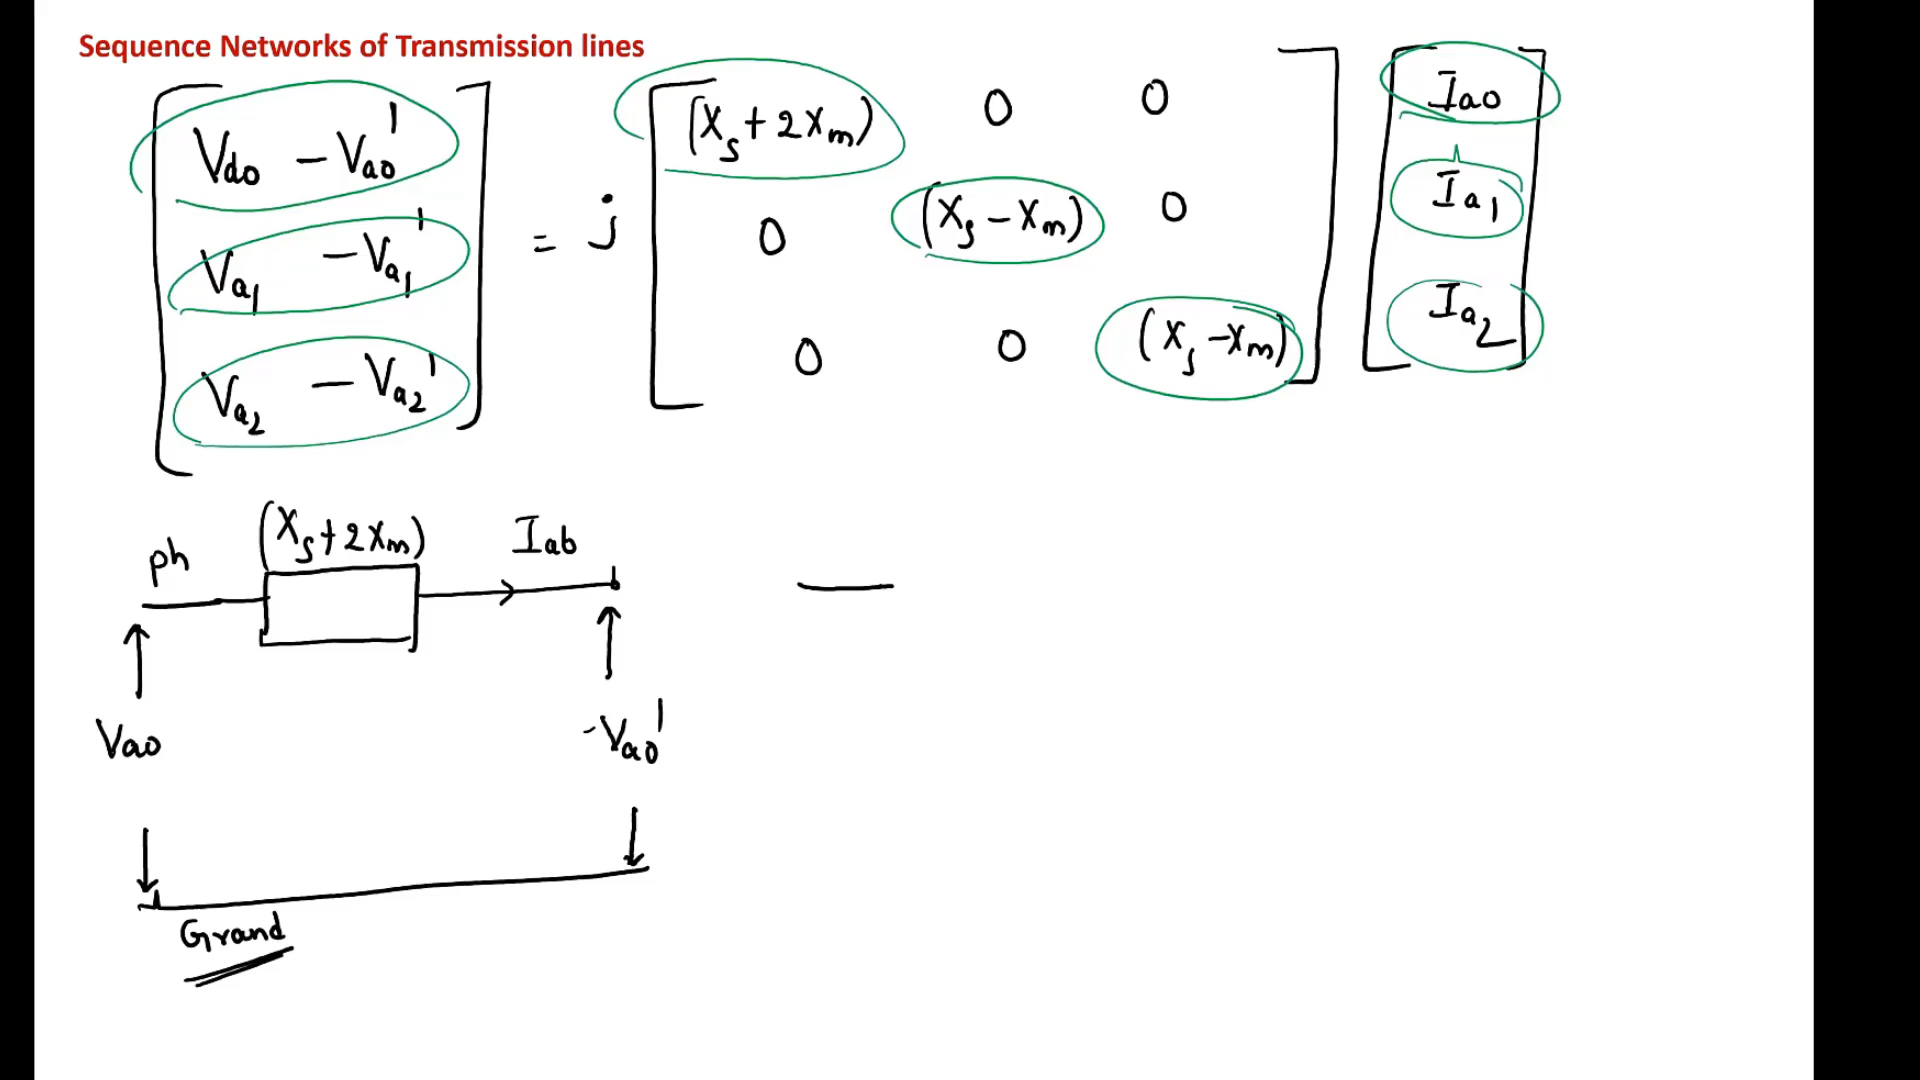 Sequence Networks of Transmission lines
Vdo - Vao' (Xs + 2Xm) 0 0 Iao
Va1 - Va1' = j 0 (Xs - Xm) 0 Ia1
Va2 - Va2' 0 0 (Xs - Xm) Ia2
ph (Xs + 2Xm) Iab
Vao -Vao'
Grand